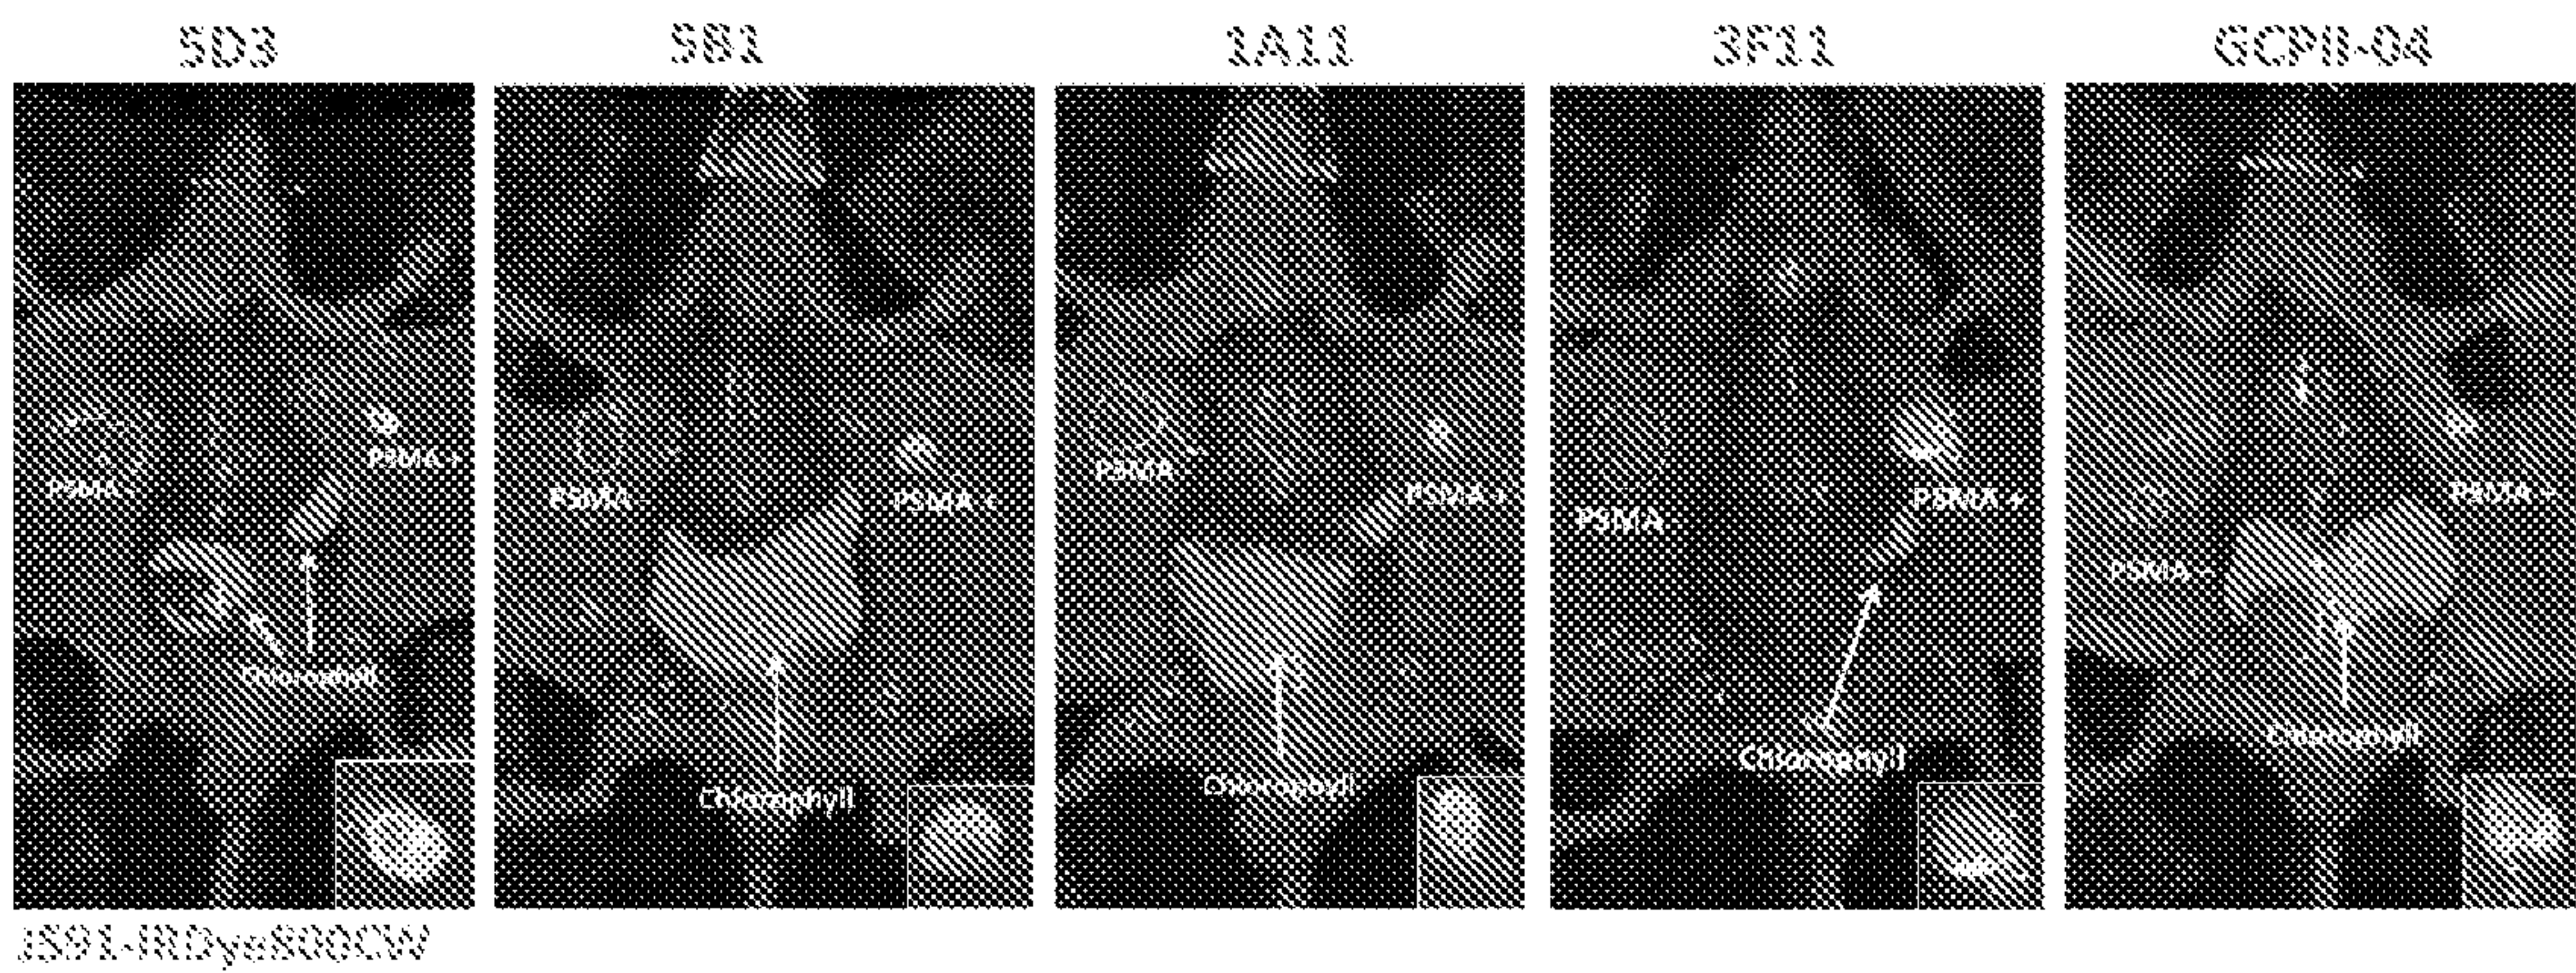 5D3
5B1
1A11
3F11
GCPII-04
PSMA -
PSMA +
Chlorophyll
PSMA -
PSMA +
Chlorophyll
PSMA -
PSMA +
Chlorophyll
PSMA -
PSMA +
Chlorophyll
PSMA -
PSMA +
Chlorophyll
JS91-IRDye800CW